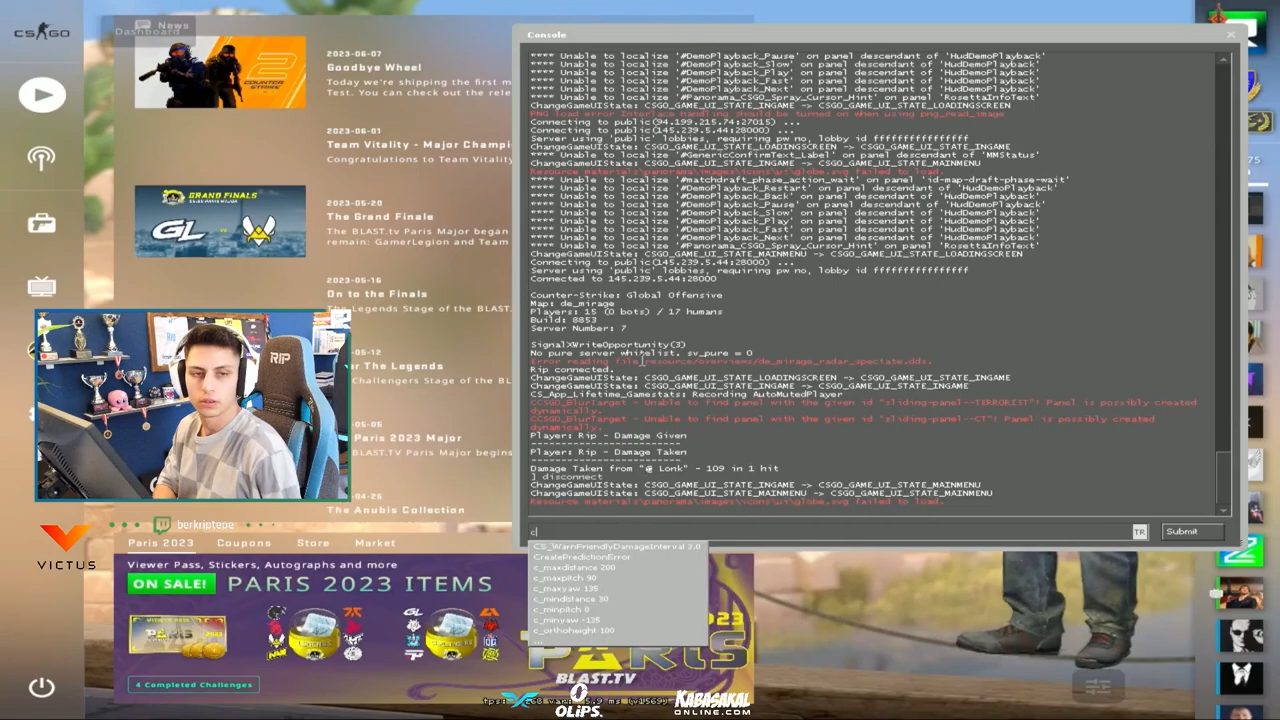 CS:GO
Dashboard
News
2023-06-07
Goodbye Wheel
Today we're shipping the first m
Test. You can check out the rele
COUNTER STRIKE
2023-06-01
Team Vitality - Major Champi
Congratulations to Team Vitality
2023-05-20
The Grand Finale
The BLAST.tv Paris Major began
remain: GamerLegion and Team
GRAND FINALS
GL VS
2023-05-16
On to the Finals
The Legends Stage of the BLAST.
-05-12
r The Legends
Challengers Stage of the BLAS
-05-05
Paris 2023 Major
BLAST.TV Paris Major begins
-04-26
The Anubis Collection
RIP
berkriptepe
VICTUS
Paris 2023 Coupons Store Market
Viewer Pass, Stickers, Autographs and more
ON SALE! PARIS 2023 ITEMS
4 Completed Challenges
PARIS
2023
BLAST.TV
Console
**** Unable to localize '#DemoPlayback_Pause' on panel descendant of 'HudDemoPlayback'
**** Unable to localize '#DemoPlayback_Slow' on panel descendant of 'HudDemoPlayback'
**** Unable to localize '#DemoPlayback_Play' on panel descendant of 'HudDemoPlayback'
**** Unable to localize '#DemoPlayback_Fast' on panel descendant of 'HudDemoPlayback'
**** Unable to localize '#DemoPlayback_Next' on panel descendant of 'HudDemoPlayback'
**** Unable to localize '#Panorama_CSGO_Spray_Cursor_Hint' on panel 'RosettaInfoText'
ChangeGameUIState: CSGO_GAME_UI_STATE_MAINMENU -> CSGO_GAME_UI_STATE_LOADINGSCREEN
PNG load error Interlace handling should be turned on when using png_read_image
Connecting to public(94.199.215.74:27015) ...
Connecting to public(145.239.5.44:28000) ...
Server using 'public' lobbies, requiring pw no, lobby id ffffffffffffffff
ChangeGameUIState: CSGO_GAME_UI_STATE_LOADINGSCREEN -> CSGO_GAME_UI_STATE_INGAME
**** Unable to localize '#GenericConfirmText_Label' on panel descendant of 'MMStatus'
ChangeGameUIState: CSGO_GAME_UI_STATE_INGAME -> CSGO_GAME_UI_STATE_MAINMENU
Resource materials\panorama\images\icons\ui\globe.svg failed to load.
**** Unable to localize '#matchdraft_phase_action_wait' on panel 'id-map-draft-phase-wait'
**** Unable to localize '#DemoPlayback_Restart' on panel descendant of 'HudDemoPlayback'
**** Unable to localize '#DemoPlayback_Back' on panel descendant of 'HudDemoPlayback'
**** Unable to localize '#DemoPlayback_Pause' on panel descendant of 'HudDemoPlayback'
**** Unable to localize '#DemoPlayback_Slow' on panel descendant of 'HudDemoPlayback'
**** Unable to localize '#DemoPlayback_Play' on panel descendant of 'HudDemoPlayback'
**** Unable to localize '#DemoPlayback_Fast' on panel descendant of 'HudDemoPlayback'
**** Unable to localize '#DemoPlayback_Next' on panel descendant of 'HudDemoPlayback'
**** Unable to localize '#Panorama_CSGO_Spray_Cursor_Hint' on panel 'RosettaInfoText'
ChangeGameUIState: CSGO_GAME_UI_STATE_MAINMENU -> CSGO_GAME_UI_STATE_LOADINGSCREEN
Connecting to public(145.239.5.44:28000) ...
Server using 'public' lobbies, requiring pw no, lobby id ffffffffffffffff
Connected to 145.239.5.44:28000
Counter-Strike: Global Offensive
Map: de_mirage
Players: 15 (0 bots) / 17 humans
Build: 8853
Server Number: 7
SignalXWriteOpportunity(3)
No pure server whitelist. sv_pure = 0
Error reading file resource/overviews/de_mirage_radar_spectate.dds.
Rip connected.
ChangeGameUIState: CSGO_GAME_UI_STATE_LOADINGSCREEN -> CSGO_GAME_UI_STATE_INGAME
ChangeGameUIState: CSGO_GAME_UI_STATE_INGAME -> CSGO_GAME_UI_STATE_INGAME
CS_App_Lifetime_Gamestats: Recording AutoMutedPlayer
CCSGO_BlurTarget - Unable to find panel with the given id "sliding-panel--TERRORIST"! Panel is possibly created
dynamically.
CCSGO_BlurTarget - Unable to find panel with the given id "sliding-panel--CT"! Panel is possibly created
dynamically.
Player: Rip - Damage Given
-------------------------
Player: Rip - Damage Taken
-------------------------
Damage Taken from "@ Lonk" - 109 in 1 hit
] disconnect
ChangeGameUIState: CSGO_GAME_UI_STATE_INGAME -> CSGO_GAME_UI_STATE_MAINMENU
ChangeGameUIState: CSGO_GAME_UI_STATE_MAINMENU -> CSGO_GAME_UI_STATE_MAINMENU
Resource materials\panorama\images\icons\ui\globe.svg failed to load.
c
TR
Submit
CS_WarnFriendlyDamageInterval 3.0
CreatePredictionError
c_maxdistance 200
c_maxpitch 90
c_maxyaw 135
c_mindistance 30
c_minpitch 0
c_minyaw -135
c_orthoheight 100
...
fps: 260 var: 5.9 ms (v1569)
0
OLIPS.
KABASAKAL
ONLINE.COM
75